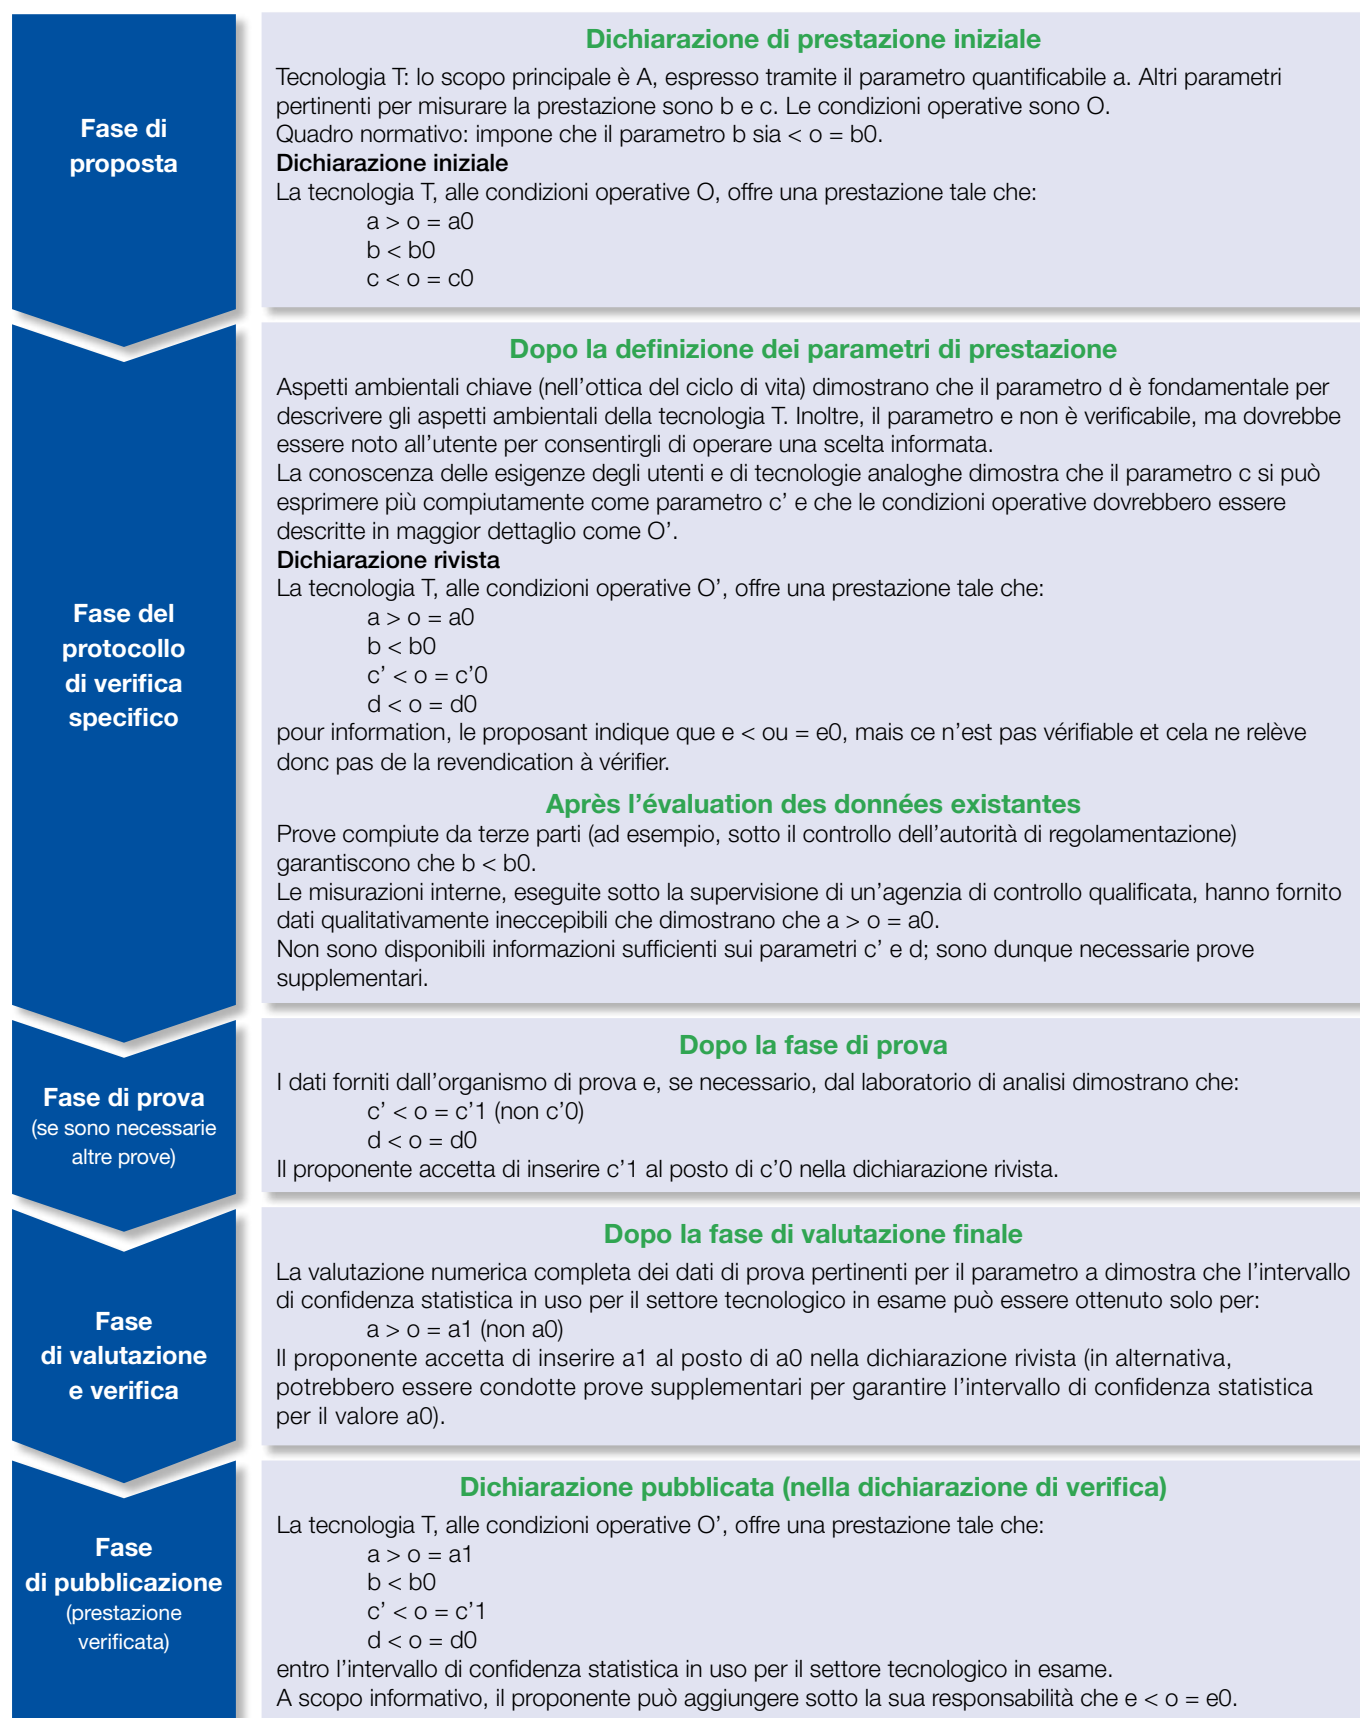 Fase di
proposta
Dichiarazione di prestazione iniziale
Tecnologia T: lo scopo principale è A, espresso tramite il parametro quantificabile a. Altri parametri
pertinenti per misurare la prestazione sono b e c. Le condizioni operative sono O.
Quadro normativo: impone che il parametro b sia < o = b0.
Dichiarazione iniziale
La tecnologia T, alle condizioni operative O, offre una prestazione tale che:
a > o = a0
b < b0
c < o = c0
Fase del
protocollo
di verifica
specifico
Dopo la definizione dei parametri di prestazione
Aspetti ambientali chiave (nell’ottica del ciclo di vita) dimostrano che il parametro d è fondamentale per
descrivere gli aspetti ambientali della tecnologia T. Inoltre, il parametro e non è verificabile, ma dovrebbe
essere noto all’utente per consentirgli di operare una scelta informata.
La conoscenza delle esigenze degli utenti e di tecnologie analoghe dimostra che il parametro c si può
esprimere più compiutamente come parametro c’ e che le condizioni operative dovrebbero essere
descritte in maggior dettaglio come O’.
Dichiarazione rivista
La tecnologia T, alle condizioni operative O’, offre una prestazione tale che:
a > o = a0
b < b0
c’ < o = c’0
d < o = d0
pour information, le proposant indique que e < ou = e0, mais ce n’est pas vérifiable et cela ne relève
donc pas de la revendication à vérifier.
Après l’évaluation des données existantes
Prove compiute da terze parti (ad esempio, sotto il controllo dell’autorità di regolamentazione)
garantiscono che b < b0.
Le misurazioni interne, eseguite sotto la supervisione di un’agenzia di controllo qualificata, hanno fornito
dati qualitativamente ineccepibili che dimostrano che a > o = a0.
Non sono disponibili informazioni sufficienti sui parametri c’ e d; sono dunque necessarie prove
supplementari.
Fase di prova
(se sono necessarie
altre prove)
Dopo la fase di prova
I dati forniti dall’organismo di prova e, se necessario, dal laboratorio di analisi dimostrano che:
c’ < o = c’1 (non c’0)
d < o = d0
Il proponente accetta di inserire c’1 al posto di c’0 nella dichiarazione rivista.
Fase
di valutazione
e verifica
Dopo la fase di valutazione finale
La valutazione numerica completa dei dati di prova pertinenti per il parametro a dimostra che l’intervallo
di confidenza statistica in uso per il settore tecnologico in esame può essere ottenuto solo per:
a > o = a1 (non a0)
Il proponente accetta di inserire a1 al posto di a0 nella dichiarazione rivista (in alternativa,
potrebbero essere condotte prove supplementari per garantire l’intervallo di confidenza statistica
per il valore a0).
Fase
di pubblicazione
(prestazione
verificata)
Dichiarazione pubblicata (nella dichiarazione di verifica)
La tecnologia T, alle condizioni operative O’, offre una prestazione tale che:
a > o = a1
b < b0
c’ < o = c’1
d < o = d0
entro l’intervallo di confidenza statistica in uso per il settore tecnologico in esame.
A scopo informativo, il proponente può aggiungere sotto la sua responsabilità che e < o = e0.